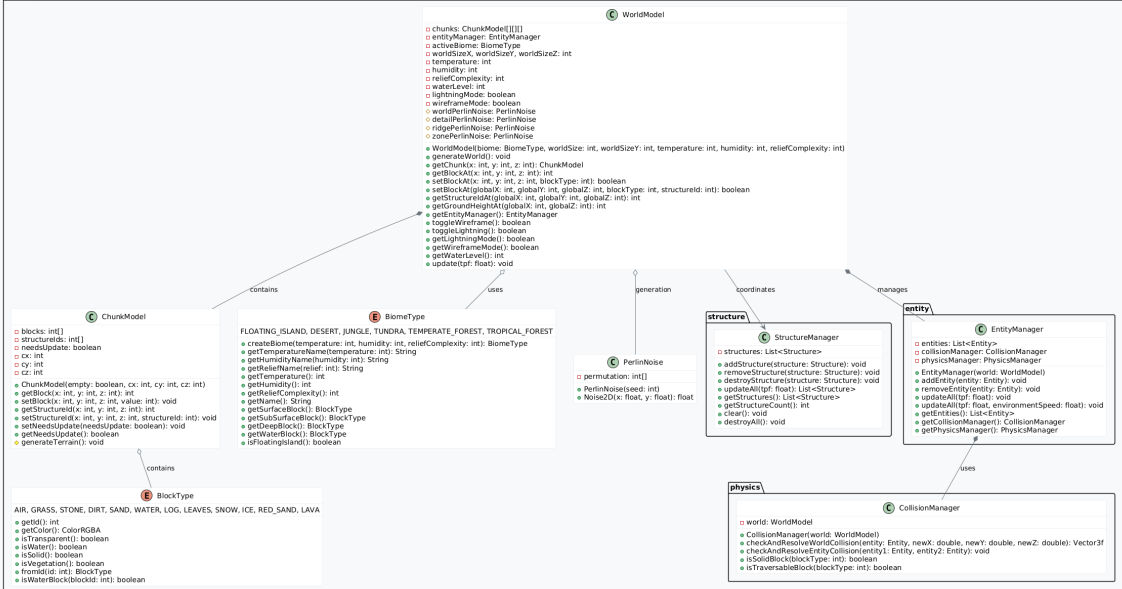 C WorldModel
chunks: ChunkModel[][][]
entityManager: EntityManager
activeBiome: BiomeType
worldSizeX, worldSizeY, worldSizeZ: int
temperature: int
humidity: int
reliefComplexity: int
waterLevel: int
lightningMode: boolean
wireframeMode: boolean
worldPerlinNoise: PerlinNoise
detailPerlinNoise: PerlinNoise
ridgePerlinNoise: PerlinNoise
zonePerlinNoise: PerlinNoise
WorldModel(biome: BiomeType, worldSize: int, worldSizeY: int, temperature: int, humidity: int, reliefComplexity: int)
generateWorld(): void
getChunk(x: int, y: int, z: int): ChunkModel
getBlockAt(x: int, y: int, z: int): int
setBlockAt(x: int, y: int, z: int, blockType: int): boolean
setBlockAt(globalX: int, globalY: int, globalZ: int, blockType: int, structureId: int): boolean
getStructureIdAt(globalX: int, globalY: int, globalZ: int): int
getGroundHeightAt(globalX: int, globalZ: int): int
getEntityManager(): EntityManager
toggleWireframe(): boolean
toggleLightning(): boolean
getLightningMode(): boolean
getWireframeMode(): boolean
getWaterLevel(): int
update(tpf: float): void
contains
uses
generation
coordinates
manages
C ChunkModel
blocks: int[]
structureIds: int[]
needsUpdate: boolean
cx: int
cy: int
cz: int
ChunkModel(empty: boolean, cx: int, cy: int, cz: int)
getBlock(x: int, y: int, z: int): int
setBlock(x: int, y: int, z: int, value: int): void
getStructureId(x: int, y: int, z: int): int
setStructureId(x: int, y: int, z: int, structureId: int): void
setNeedsUpdate(needsUpdate: boolean): void
getNeedsUpdate(): boolean
generateTerrain(): void
E BiomeType
FLOATING_ISLAND, DESERT, JUNGLE, TUNDRA, TEMPERATE_FOREST, TROPICAL_FOREST
createBiome(temperature: int, humidity: int, reliefComplexity: int): BiomeType
getTemperatureName(temperature: int): String
getHumidityName(humidity: int): String
getReliefName(relief: int): String
getTemperature(): int
getHumidity(): int
getReliefComplexity(): int
getName(): String
getSurfaceBlock(): BlockType
getSubSurfaceBlock(): BlockType
getDeepBlock(): BlockType
getWaterBlock(): BlockType
isFloatingIsland(): boolean
C PerlinNoise
permutation: int[]
PerlinNoise(seed: int)
Noise2D(x: float, y: float): float
structure
C StructureManager
structures: List<Structure>
addStructure(structure: Structure): void
removeStructure(structure: Structure): void
destroyStructure(structure: Structure): void
updateAll(tpf: float): List<Structure>
getStructures(): List<Structure>
getStructureCount(): int
clear(): void
destroyAll(): void
entity
C EntityManager
entities: List<Entity>
collisionManager: CollisionManager
physicsManager: PhysicsManager
EntityManager(world: WorldModel)
addEntity(entity: Entity): void
removeEntity(entity: Entity): void
updateAll(tpf: float): void
updateAll(tpf: float, environmentSpeed: float): void
getEntities(): List<Entity>
getCollisionManager(): CollisionManager
getPhysicsManager(): PhysicsManager
contains
uses
E BlockType
AIR, GRASS, STONE, DIRT, SAND, WATER, LOG, LEAVES, SNOW, ICE, RED_SAND, LAVA
getId(): int
getColor(): ColorRGBA
isTransparent(): boolean
isWater(): boolean
isSolid(): boolean
isVegetation(): boolean
fromId(id: int): BlockType
isWaterBlock(blockId: int): boolean
physics
C CollisionManager
world: WorldModel
CollisionManager(world: WorldModel)
checkAndResolveWorldCollision(entity: Entity, newX: double, newY: double, newZ: double): Vector3f
checkAndResolveEntityCollision(entity1: Entity, entity2: Entity): void
isSolidBlock(blockType: int): boolean
isTraversableBlock(blockType: int): boolean